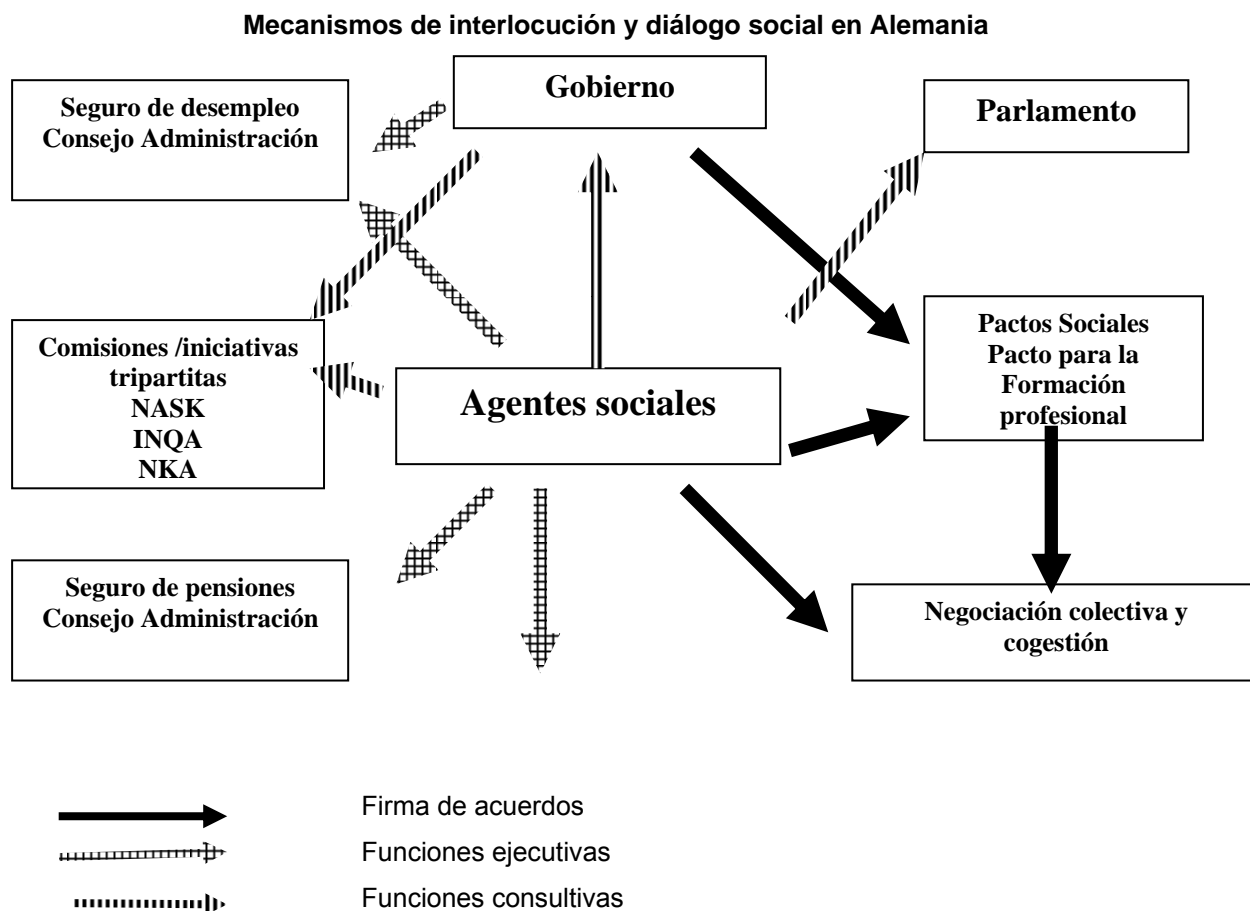 Mecanismos de interlocución y diálogo social en Alemania
Seguro de desempleo
Consejo Administración
Gobierno
Parlamento
Comisiones /iniciativas
tripartitas
NASK
INQA
NKA
Agentes sociales
Pactos Sociales
Pacto para la
Formación
profesional
Seguro de pensiones
Consejo Administración
Negociación colectiva y
cogestión
Firma de acuerdos
Funciones ejecutivas
Funciones consultivas